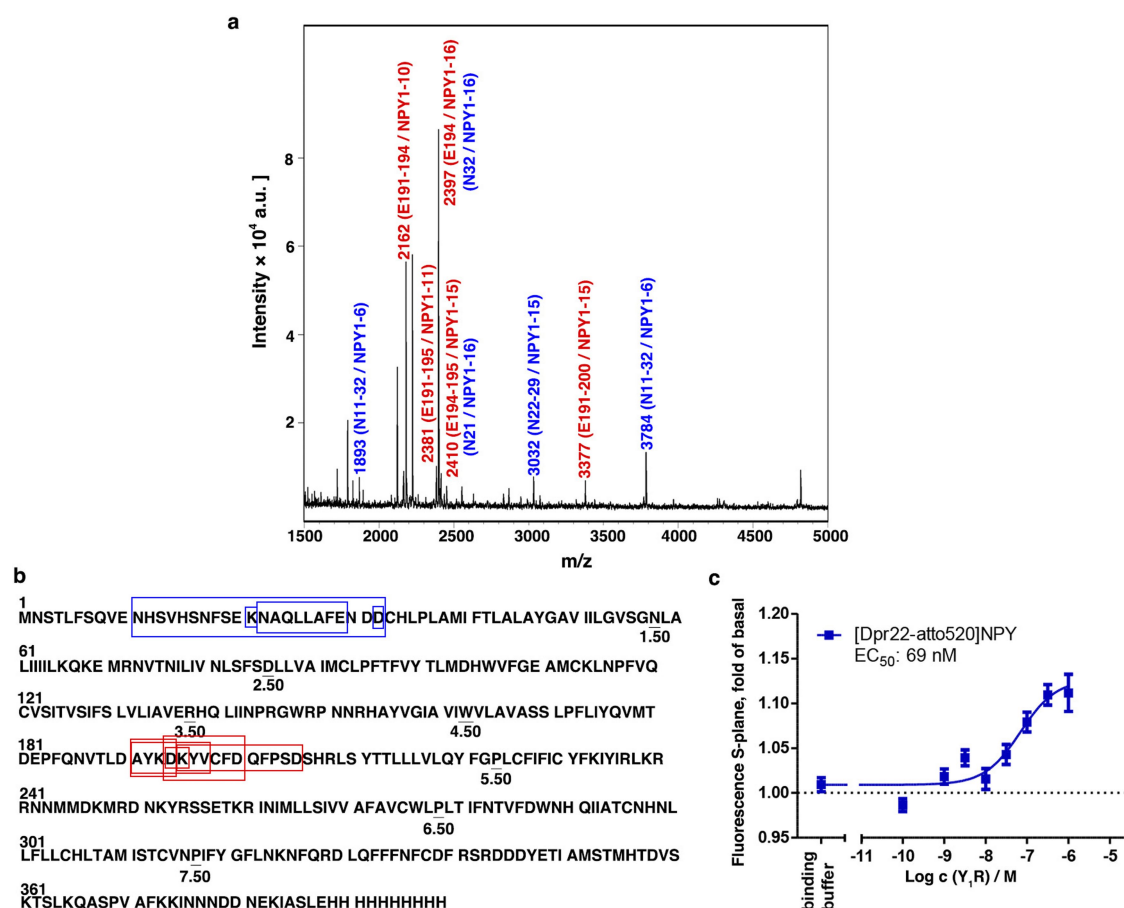 a
Intensity × 10⁴ a.u. ]
8
6
4
2
1893 (N11-32 / NPY1-6)
2162 (E191-194 / NPY1-10)
2381 (E191-195 / NPY1-11)
2397 (E194 / NPY1-16)
(N32 / NPY1-16)
2410 (E194-195 / NPY1-15)
(N21 / NPY1-16)
3032 (N22-29 / NPY1-15)
3377 (E191-200 / NPY1-15)
3784 (N11-32 / NPY1-6)
1500 2000 2500 3000 3500 4000 4500 5000
m/z
b
1
MNSTLFSQVE NHSVHSNFSE KNAQLLAFEN DDCHLPLAMI FTLALAYGAV IILGVSGNLA
1.50
61
LIIIILKQKE MRNVTNILIV NLSFSDLLVA IMCLPFTFVY TLMDHWVFGE AMCKLNPFVQ
2.50
121
CVSITVSIFS LVLIAVERHQ LIINPRGWRP NNRHAYVGIA VIWVLAVASS LPFLIYQVMT
3.50 4.50
181
DEPFQNVTLD AYKDKYVCFD QFPSDSHRLS YTTLLLVLQY FGPLCFIFIC YFKIYIRLKR
5.50
241
RNNMMDKMRD NKYRSSETKR INIMLLSIVV AFAVCWLPLT IFNTVFDWNH QIIATCNHNL
6.50
301
LFLLCHLTAM ISTCVNPIFY GFLNKNFQRD LQFFFNFCDF RSRDDDYETI AMSTMHTDVS
7.50
361
KTSLKQASPV AFKKINNNDD NEKIASLEHH HHHHHHHH
c
Fluorescence S-plane, fold of basal
1.20
1.15
1.10
1.05
1.00
0.95
[Dpr22-atto520]NPY
EC₅₀: 69 nM
binding
buffer
-11 -10 -9 -8 -7 -6 -5
Log c (Y₁R) / M